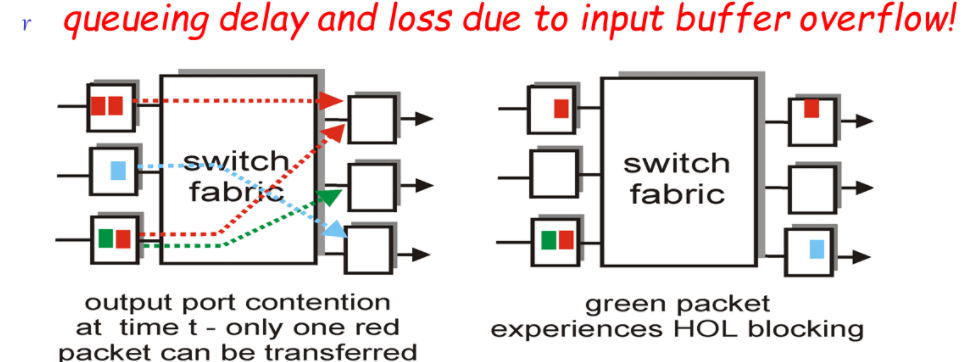 r queueing delay and loss due to input buffer overflow!
switch
fabric
switch
fabric
output port contention
at time t - only one red
packet can be transferred
green packet
experiences HOL blocking